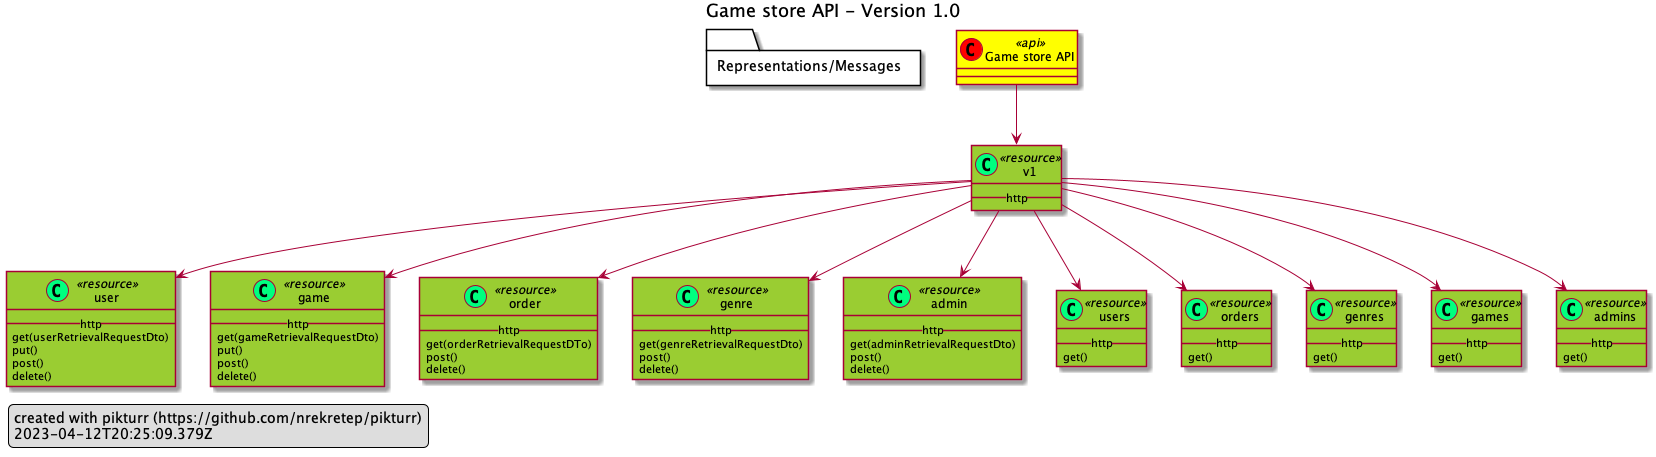 Game store API - Version 1.0
Representations/Messages
C «api»
Game store API
C «resource»
v1
http
C «resource»
user
http
get(userRetrievalRequestDto)
put()
post()
delete()
C «resource»
game
http
get(gameRetrievalRequestDto)
put()
post()
delete()
C «resource»
order
http
get(orderRetrievalRequestDTo)
post()
delete()
C «resource»
genre
http
get(genreRetrievalRequestDto)
post()
delete()
C «resource»
admin
http
get(adminRetrievalRequestDto)
post()
delete()
C «resource»
users
http
get()
C «resource»
orders
http
get()
C «resource»
genres
http
get()
C «resource»
games
http
get()
C «resource»
admins
http
get()
created with pikturr (https://github.com/nrekretep/pikturr)
2023-04-12T20:25:09.379Z